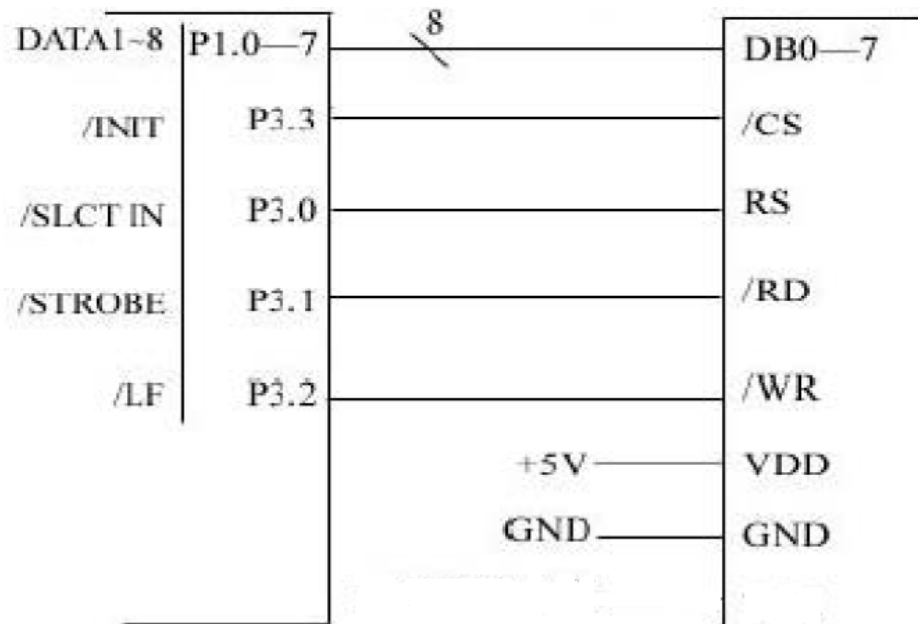 8
DATA1~8 P1.0—7 DB0—7
/INIT P3.3 /CS
/SLCT IN P3.0 RS
/STROBE P3.1 /RD
/LF P3.2 /WR
+5V VDD
GND GND